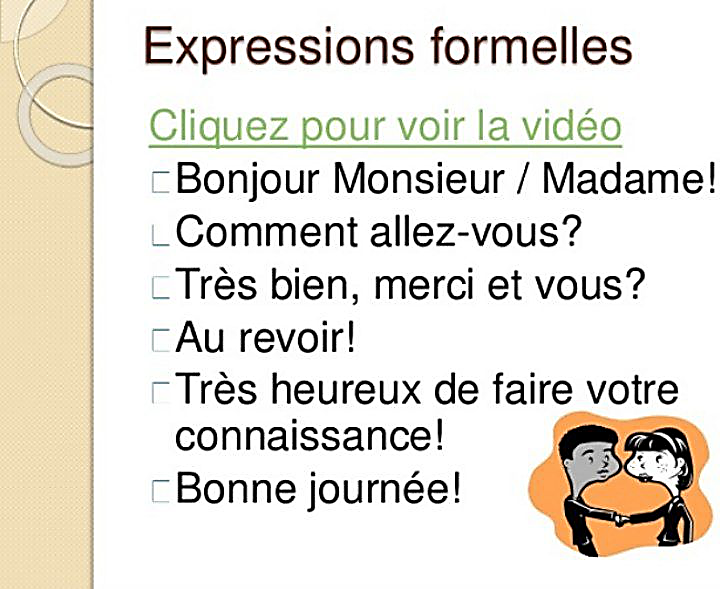 Expressions formelles
Cliquez pour voir la vidéo
Bonjour Monsieur / Madame!
Comment allez-vous?
Très bien, merci et vous?
Au revoir!
Très heureux de faire votre
connaissance!
Bonne journée!